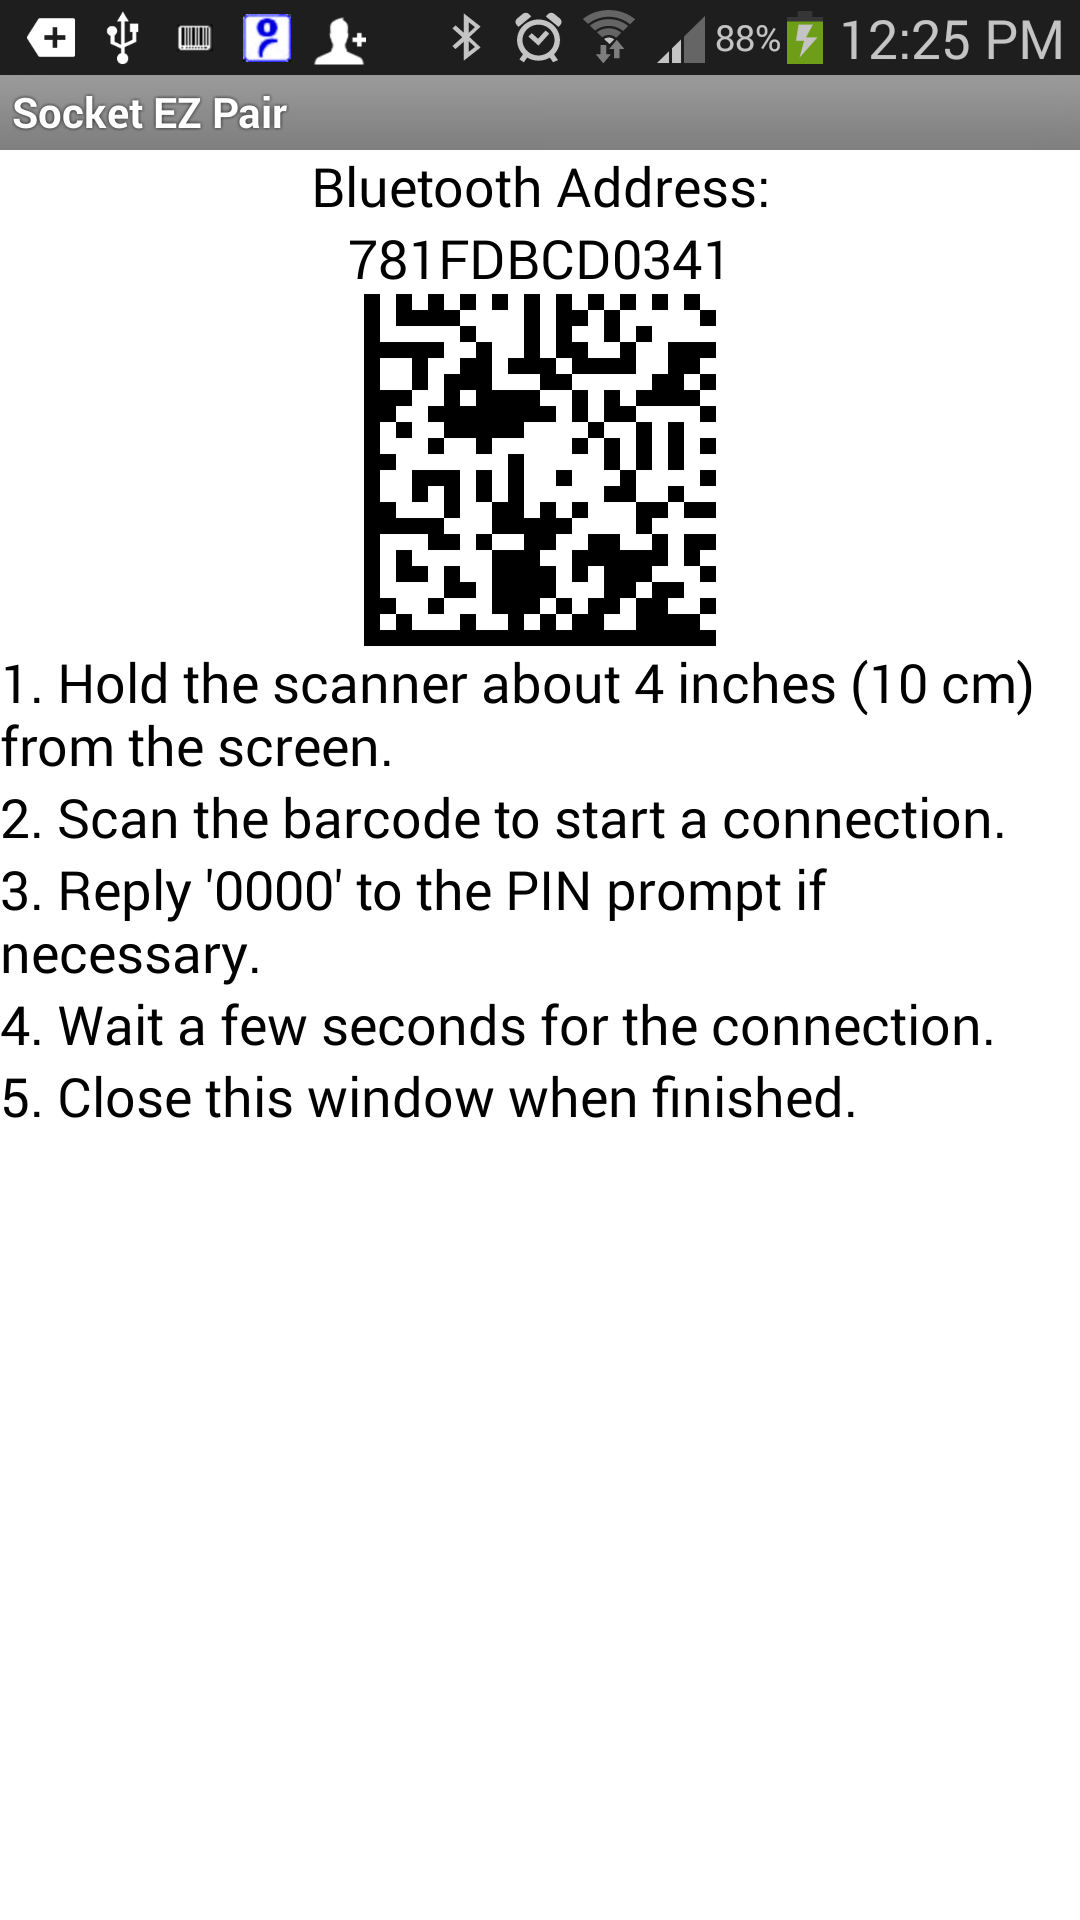 88% 12:25 PM
Socket EZ Pair
Bluetooth Address:
781FDBCD0341
1. Hold the scanner about 4 inches (10 cm)
from the screen.
2. Scan the barcode to start a connection.
3. Reply '0000' to the PIN prompt if
necessary.
4. Wait a few seconds for the connection.
5. Close this window when finished.